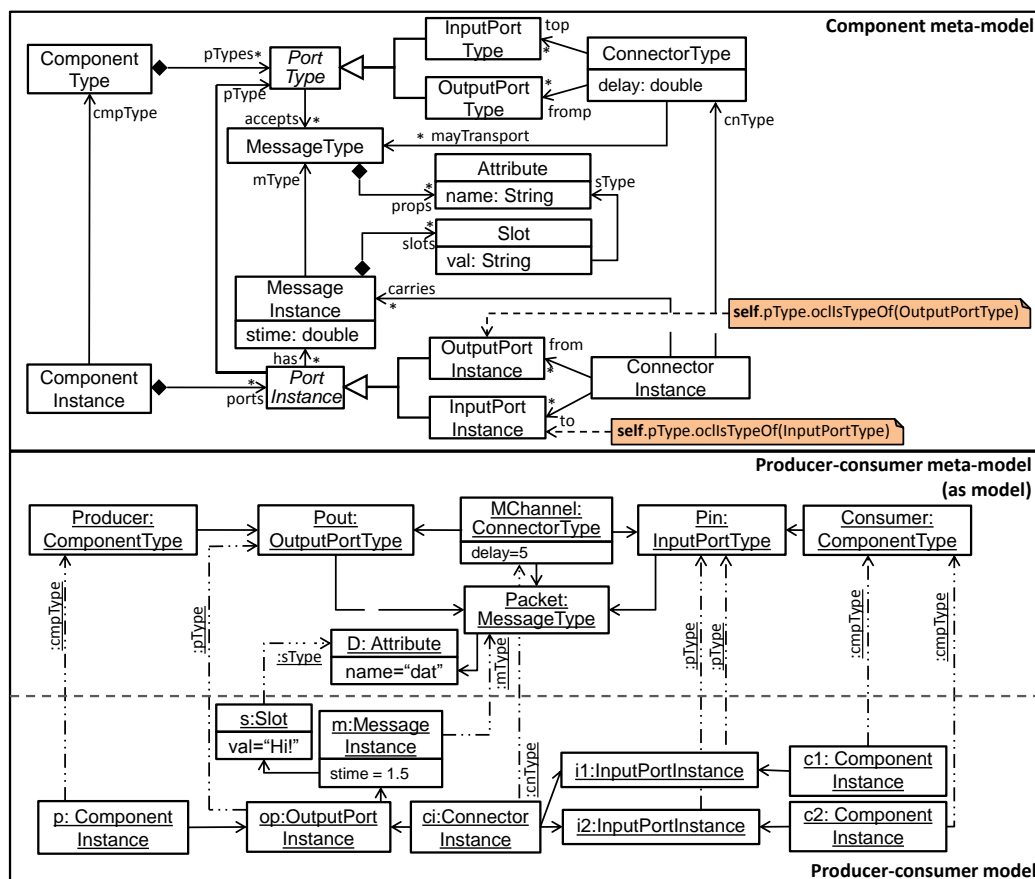 Component meta-model
Component
Type
pTypes*
Port
Type
pType
InputPort
Type
top
*
ConnectorType
delay: double
OutputPort
Type
*
fromp
cmpType
accepts
*
MessageType
* mayTransport
cnType
mType
Attribute
name: String
*
props
sType
Slot
val: String
*
slots
Message
Instance
stime: double
carries
*
self.pType.oclIsTypeOf(OutputPortType)
has
*
OutputPort
Instance
from
*
Connector
Instance
Component
Instance
*
ports
Port
Instance
InputPort
Instance
*
to
self.pType.oclIsTypeOf(InputPortType)
Producer-consumer meta-model
(as model)
Producer:
ComponentType
Pout:
OutputPortType
MChannel:
ConnectorType
delay=5
Pin:
InputPortType
Consumer:
ComponentType
Packet:
MessageType
:cmpType
:pType
:sType
D: Attribute
name=“dat”
:mType
:pType
:pType
:cmpType
:cmpType
s:Slot
val=“Hi!”
m:Message
Instance
stime = 1.5
:cnType
i1:InputPortInstance
c1: Component
Instance
p: Component
Instance
op:OutputPort
Instance
ci:Connector
Instance
i2:InputPortInstance
c2: Component
Instance
Producer-consumer model